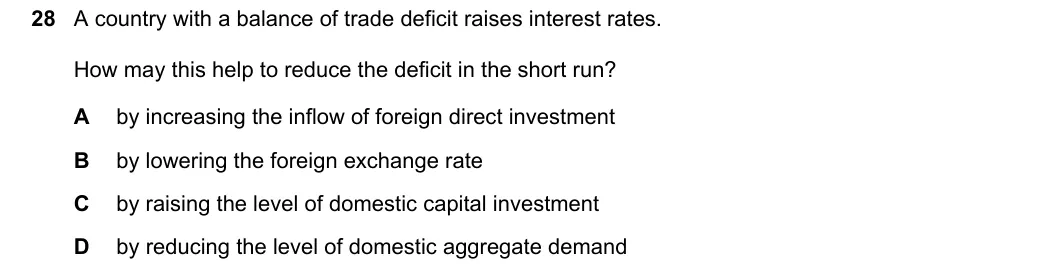 28 A country with a balance of trade deficit raises interest rates.
How may this help to reduce the deficit in the short run?
A by increasing the inflow of foreign direct investment
B by lowering the foreign exchange rate
C by raising the level of domestic capital investment
D by reducing the level of domestic aggregate demand